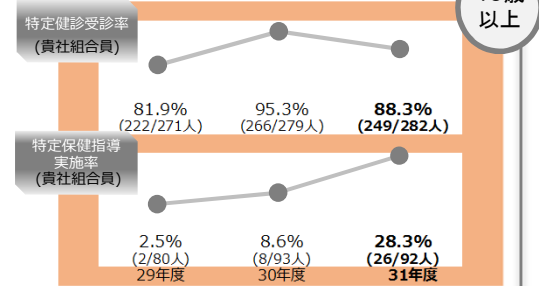 特定健診受診率
(貴社組合員)
以上
81.9%
95.3%
88.3%
(222/271人)
(266/279人)
(249/282人)
特定保健指導
実施率
(貴社組合員)
2.5%
8.6%
28.3%
(2/80人)
(8/93人)
(26/92人)
29年度
30年度
31年度